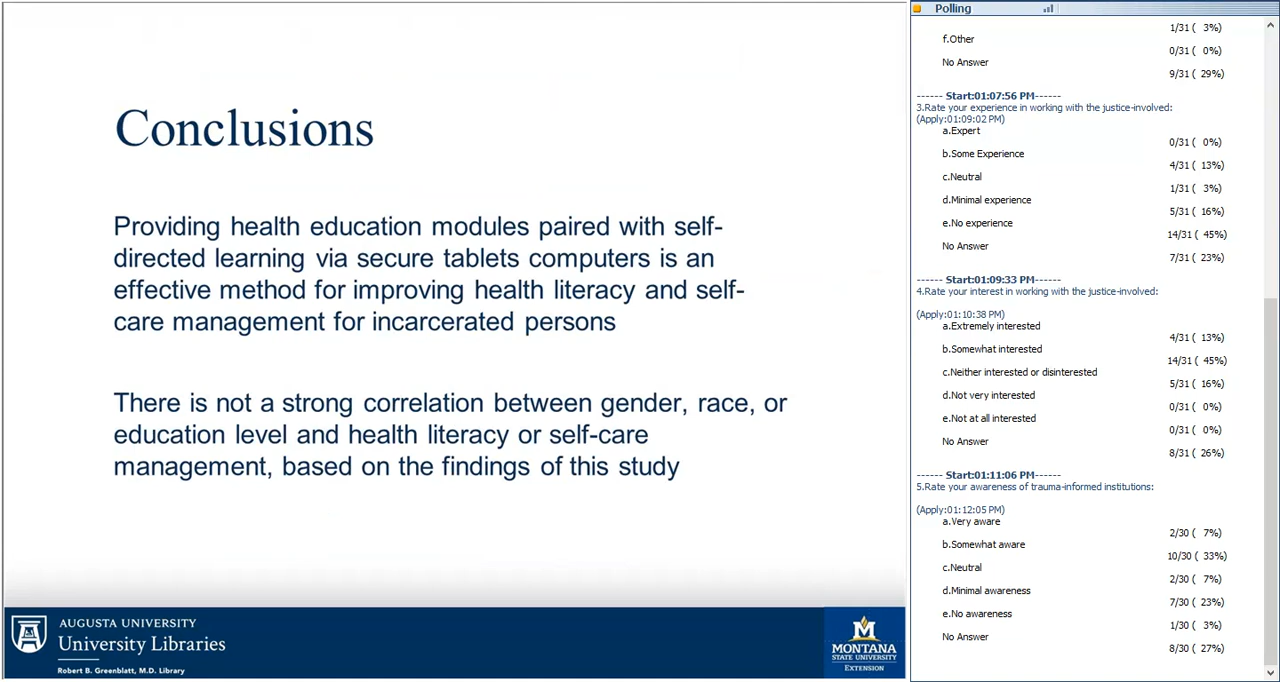 Conclusions
Providing health education modules paired with self-
directed learning via secure tablets computers is an
effective method for improving health literacy and self-
care management for incarcerated persons
There is not a strong correlation between gender, race, or
education level and health literacy or self-care
management, based on the findings of this study
AUGUSTA UNIVERSITY
University Libraries
Robert B. Greenblatt, M.D. Library
M
MONTANA
STATE UNIVERSITY
EXTENSION
Polling
1/31 ( 3%)
f.Other
0/31 ( 0%)
No Answer
9/31 ( 29%)
------ Start:01:07:56 PM------
3.Rate your experience in working with the justice-involved:
(Apply:01:09:02 PM)
a.Expert
0/31 ( 0%)
b.Some Experience
4/31 ( 13%)
c.Neutral
1/31 ( 3%)
d.Minimal experience
5/31 ( 16%)
e.No experience
14/31 ( 45%)
No Answer
7/31 ( 23%)
------ Start:01:09:33 PM------
4.Rate your interest in working with the justice-involved:
(Apply:01:10:38 PM)
a.Extremely interested
4/31 ( 13%)
b.Somewhat interested
14/31 ( 45%)
c.Neither interested or disinterested
5/31 ( 16%)
d.Not very interested
0/31 ( 0%)
e.Not at all interested
0/31 ( 0%)
No Answer
8/31 ( 26%)
------ Start:01:11:06 PM------
5.Rate your awareness of trauma-informed institutions:
(Apply:01:12:05 PM)
a.Very aware
2/30 ( 7%)
b.Somewhat aware
10/30 ( 33%)
c.Neutral
2/30 ( 7%)
d.Minimal awareness
7/30 ( 23%)
e.No awareness
1/30 ( 3%)
No Answer
8/30 ( 27%)